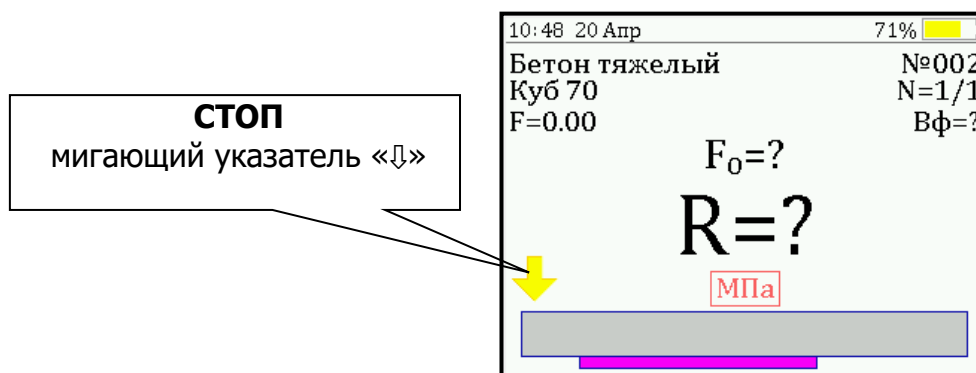 СТОП
мигающий указатель «⇩»
10:48 20 Апр 71%
Бетон тяжелый №002
Куб 70 N=1/1
F=0.00 Вф=?
F₀=?
R=?
МПа